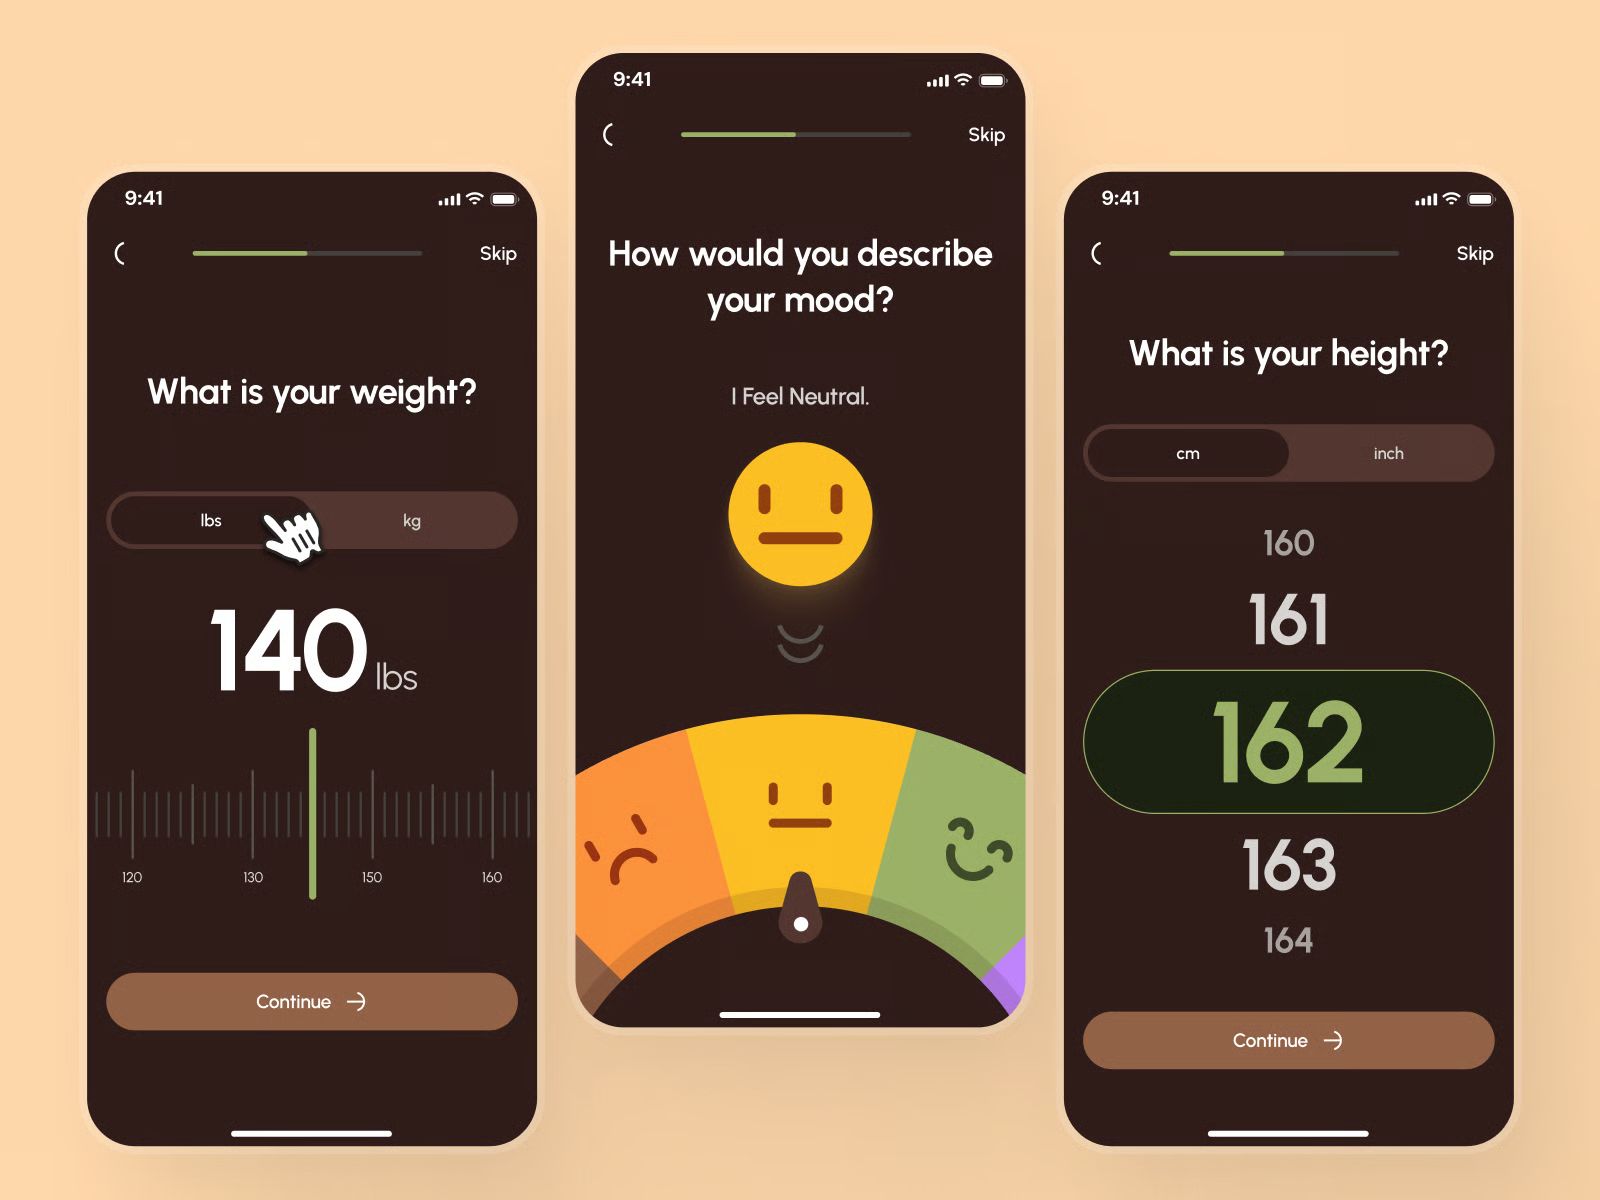 9:41
Skip
What is your weight?
lbs
kg
140 lbs
120
130
150
160
Continue
9:41
Skip
How would you describe
your mood?
I Feel Neutral.
9:41
Skip
What is your height?
cm
inch
160
161
162
163
164
Continue